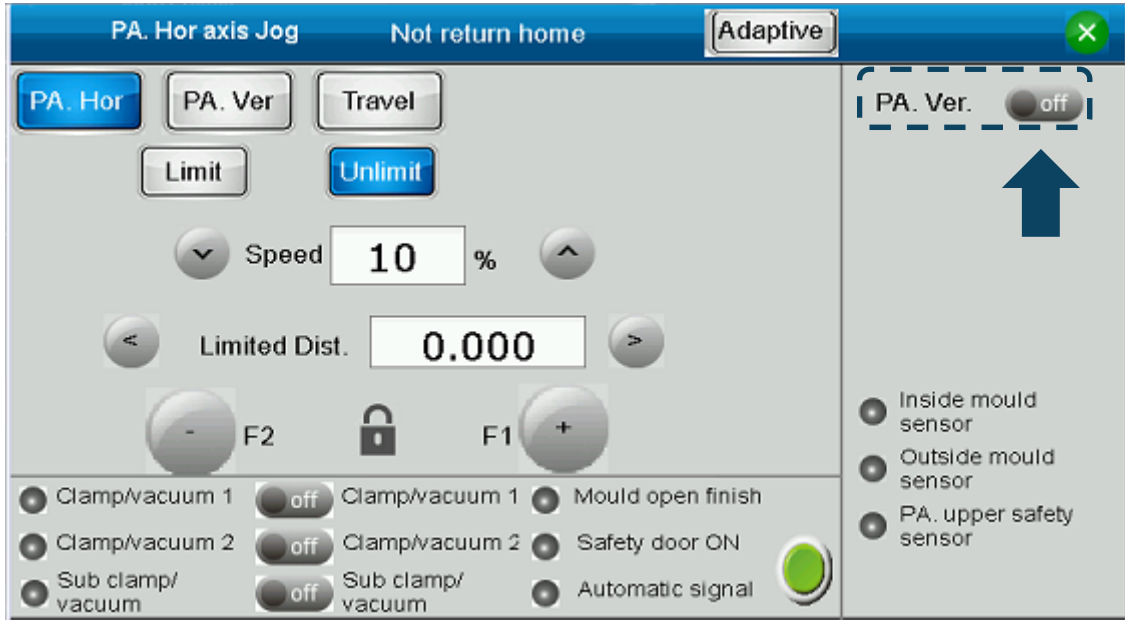 PA. Hor axis Jog Not return home Adaptive
PA. Hor PA. Ver Travel
PA. Ver. off
Limit Unlimit
Speed 10 %
< Limited Dist. 0.000 >
- F2 F1 +
Inside mould
sensor
Outside mould
sensor
PA. upper safety
sensor
Clamp/vacuum 1 off Clamp/vacuum 1 Mould open finish
Clamp/vacuum 2 off Clamp/vacuum 2 Safety door ON
Sub clamp/
vacuum off Sub clamp/
vacuum Automatic signal